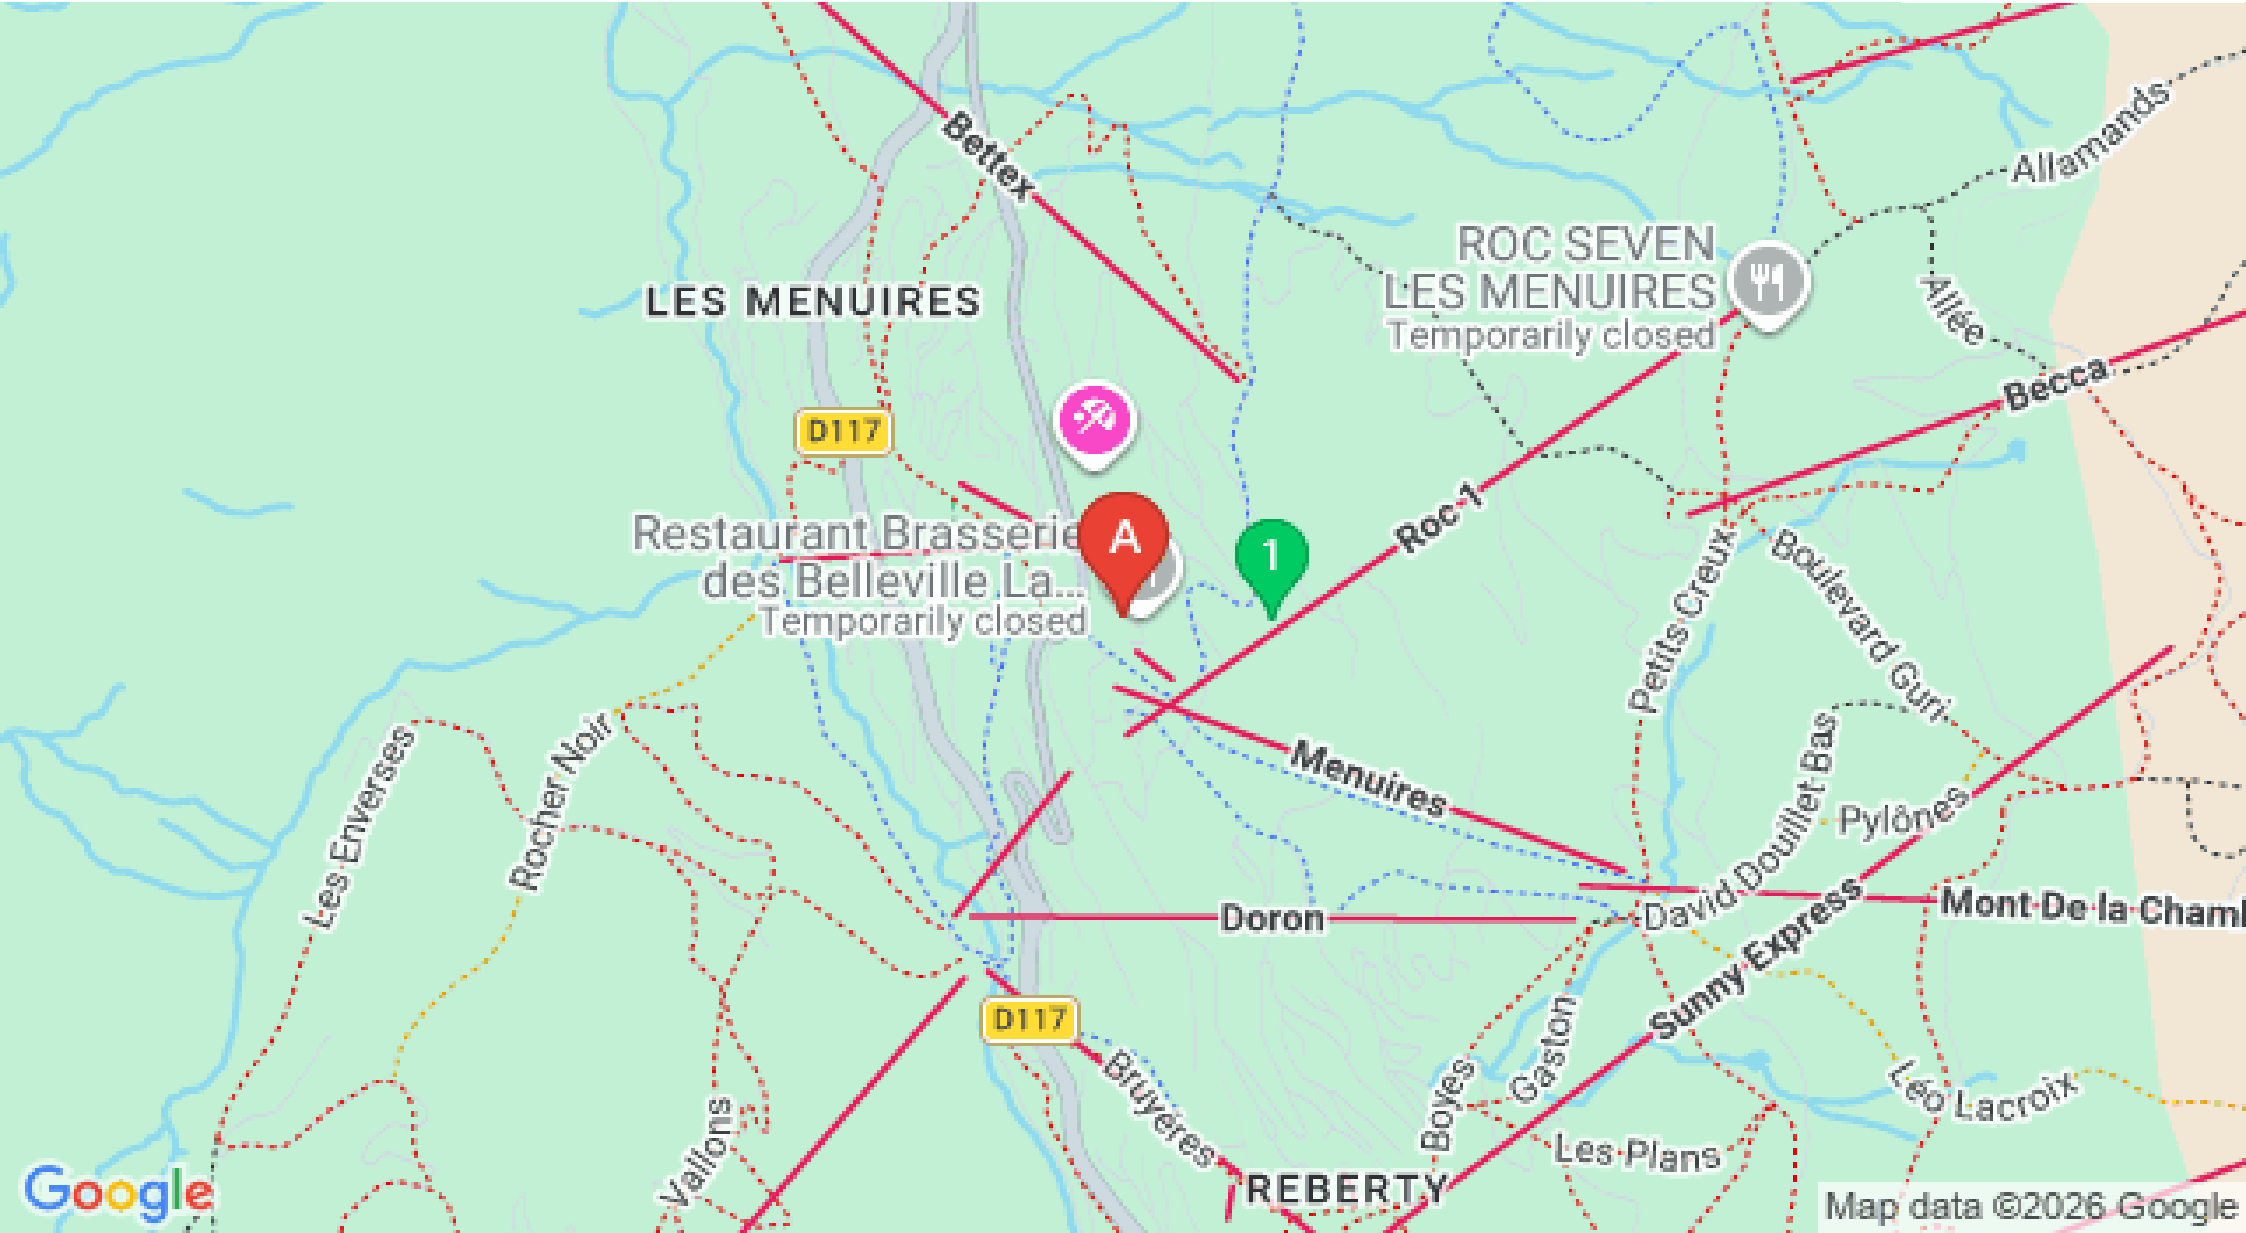 Bettex
Allamands
ROC SEVEN
LES MENUIRES
Temporarily closed
LES MENUIRES
Allée
Becca
D117
A
1
Roc 1
Restaurant Brasserie
des Belleville La...
Temporarily closed
Petits Creux
Boulevard Guri
Les Enverses
Rocher Noir
Menuires
David Douillet Bas
Pylônes
Doron
Mont De la Chaml
Sunny Express
D117
Bruyères
Gaston
Boyes
Léo Lacroix
Vallons
Les Plans
REBERTY
Google
Map data ©2026 Google